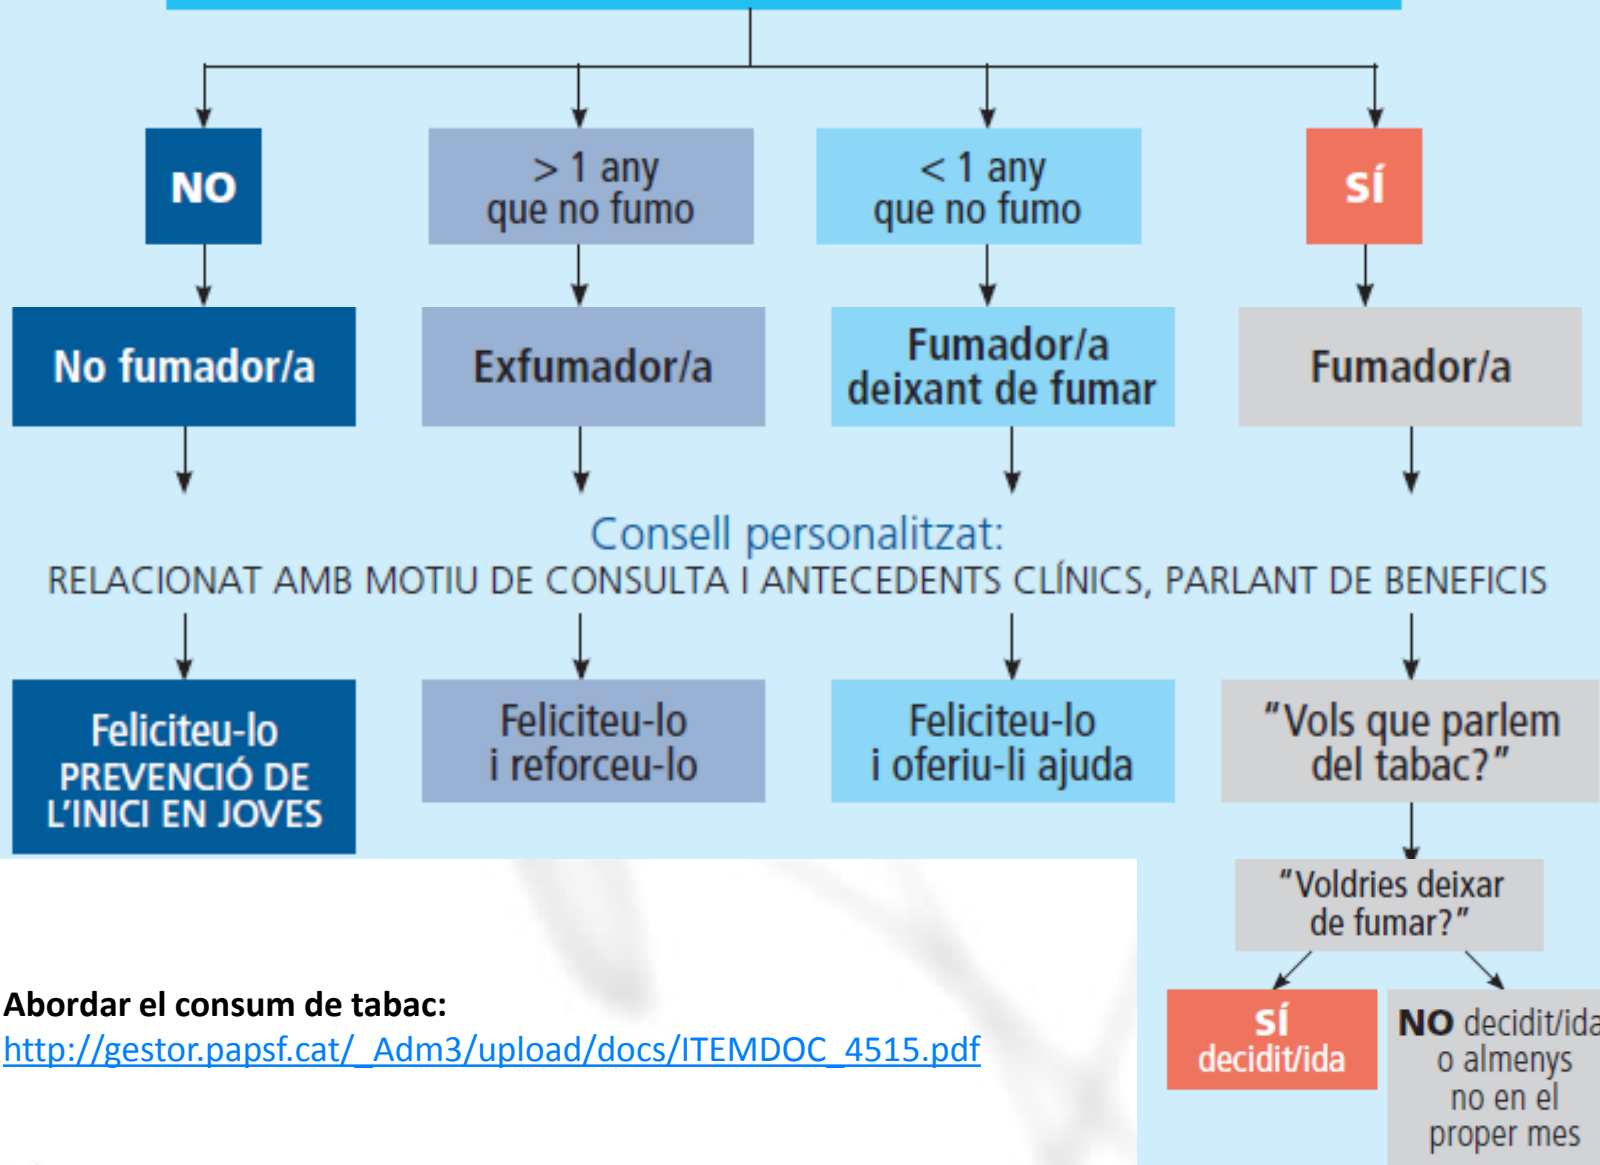 NO
> 1 any
que no fumo
< 1 any
que no fumo
SÍ
No fumador/a
Exfumador/a
Fumador/a
deixant de fumar
Fumador/a
Consell personalitzat:
RELACIONAT AMB MOTIU DE CONSULTA I ANTECEDENTS CLÍNICS, PARLANT DE BENEFICIS
Feliciteu-lo
PREVENCIÓ DE
L'INICI EN JOVES
Feliciteu-lo
i reforceu-lo
Feliciteu-lo
i oferiu-li ajuda
"Vols que parlem
del tabac?"
"Voldries deixar
de fumar?"
SÍ
decidit/ida
NO decidit/ida
o almenys
no en el
proper mes
Abordar el consum de tabac:
http://gestor.papsf.cat/_Adm3/upload/docs/ITEMDOC_4515.pdf